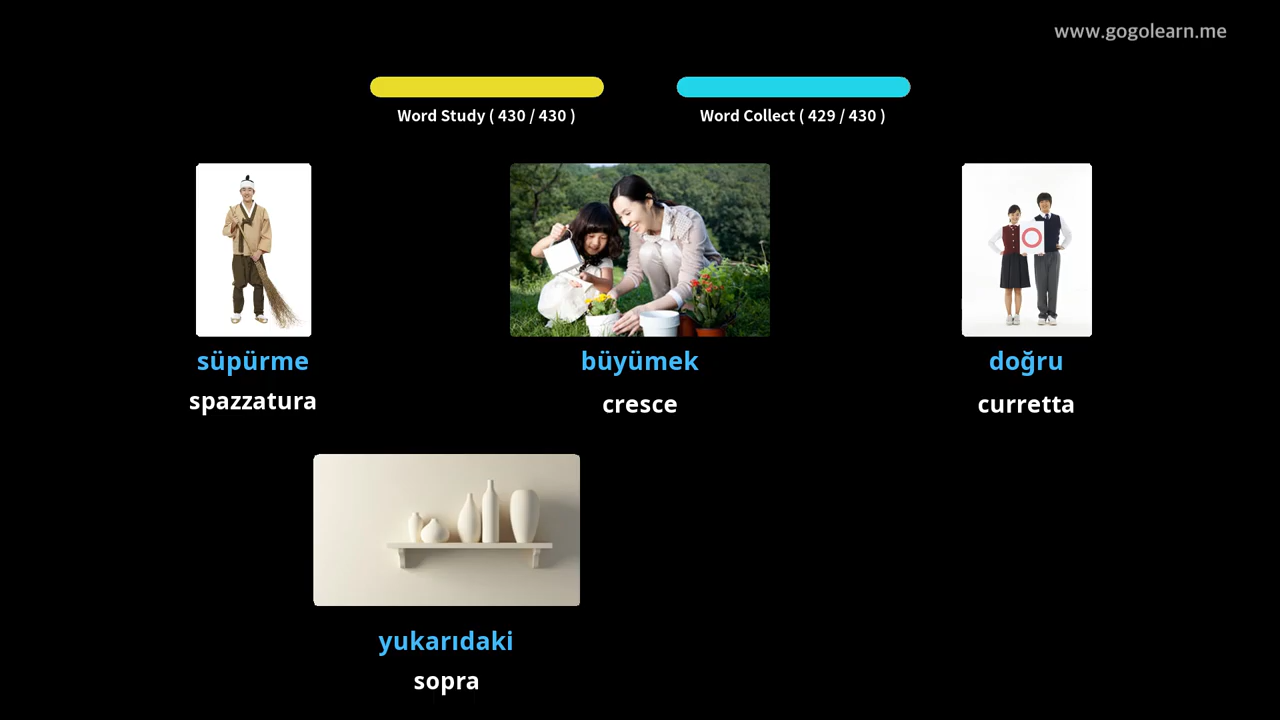 www.gogolearn.me
Word Study ( 430 / 430 )
Word Collect ( 429 / 430 )
süpürme
spazzatura
büyümek
cresce
doğru
curretta
yukarıdaki
sopra